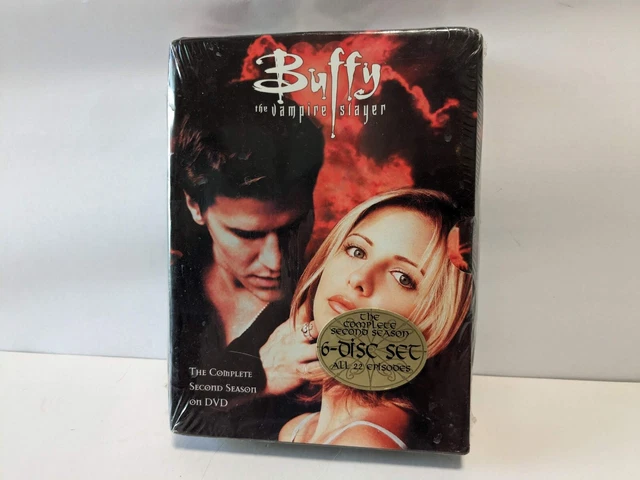 Buffy
the vampire slayer
THE
COMPLETE
SECOND SEASON
6-DISC SET
ALL 22 EPISODES
THE COMPLETE
SECOND SEASON
ON DVD